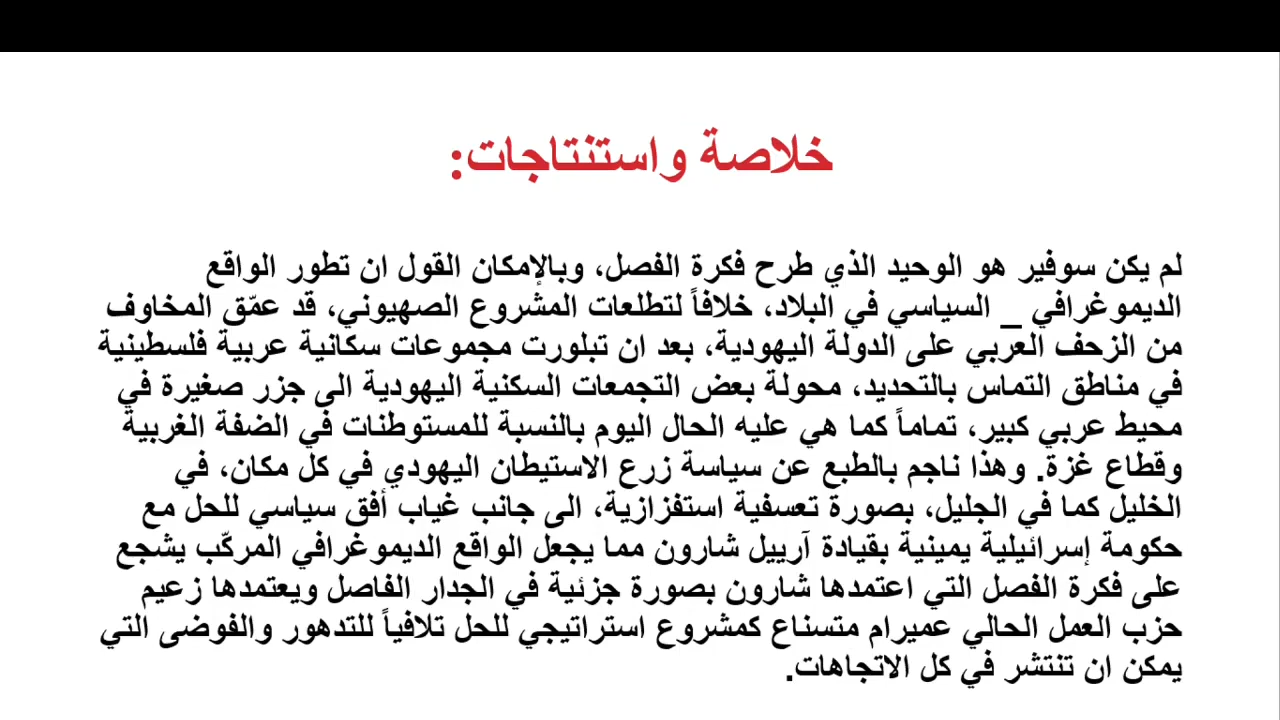 خلاصة واستنتاجات:
لم يكن سوفير هو الوحيد الذي طرح فكرة الفصل، وبالإمكان القول ان تطور الواقع
الديموغرافي _ السياسي في البلاد، خلافاً لتطلعات المشروع الصهيوني، قد عمّق المخاوف
من الزحف العربي على الدولة اليهودية، بعد ان تبلورت مجموعات سكانية عربية فلسطينية
في مناطق التماس بالتحديد، محولة بعض التجمعات السكنية اليهودية الى جزر صغيرة في
محيط عربي كبير، تماماً كما هي عليه الحال اليوم بالنسبة للمستوطنات في الضفة الغربية
وقطاع غزة. وهذا ناجم بالطبع عن سياسة زرع الاستيطان اليهودي في كل مكان، في
الخليل كما في الجليل، بصورة تعسفية استفزازية، الى جانب غياب أفق سياسي للحل مع
حكومة إسرائيلية يمينية بقيادة آرييل شارون مما يجعل الواقع الديموغرافي المركّب يشجع
على فكرة الفصل التي اعتمدها شارون بصورة جزئية في الجدار الفاصل ويعتمدها زعيم
حزب العمل الحالي عميرام متسناع كمشروع استراتيجي للحل تلافياً للتدهور والفوضى التي
يمكن ان تنتشر في كل الاتجاهات.